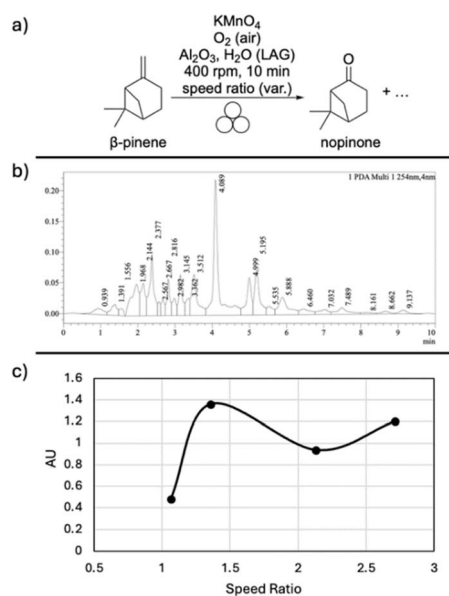 a)
KMnO4
O2 (air)
Al2O3, H2O (LAG)
400 rpm, 10 min
speed ratio (var.)
O
+ ...
β-pinene
nopinone
b)
1 PDA Multi 1 254nm,4nm
0.20
0.15
0.10
0.05
0.00
0.939
1.391
1.556
1.968
2.144
2.377
2.567
2.667
2.816
2.982
3.145
3.362
3.512
4.089
4.999
5.195
5.535
5.888
6.460
7.032
7.489
8.161
8.662
9.137
0 1 2 3 4 5 6 7 8 9 10
min
c)
1.6
1.4
1.2
1
0.8
0.6
0.4
0.2
0
AU
0.5 1 1.5 2 2.5 3
Speed Ratio